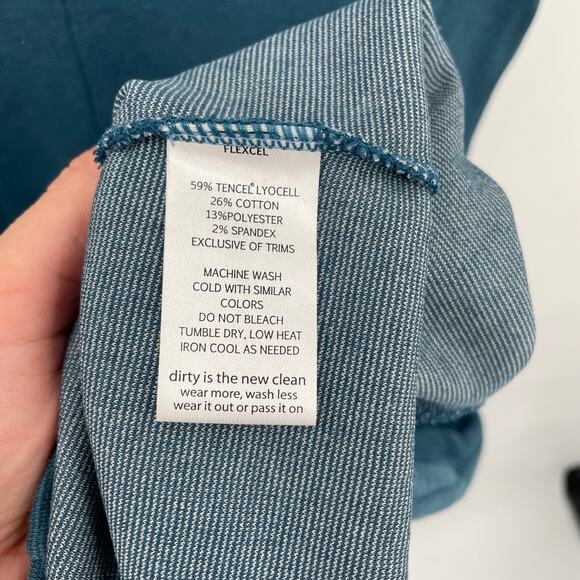 FLEXCEL
59% TENCEL® LYOCELL
26% COTTON
13%POLYESTER
2% SPANDEX
EXCLUSIVE OF TRIMS
MACHINE WASH
COLD WITH SIMILAR
COLORS
DO NOT BLEACH
TUMBLE DRY, LOW HEAT
IRON COOL AS NEEDED
dirty is the new clean
wear more, wash less
wear it out or pass it on